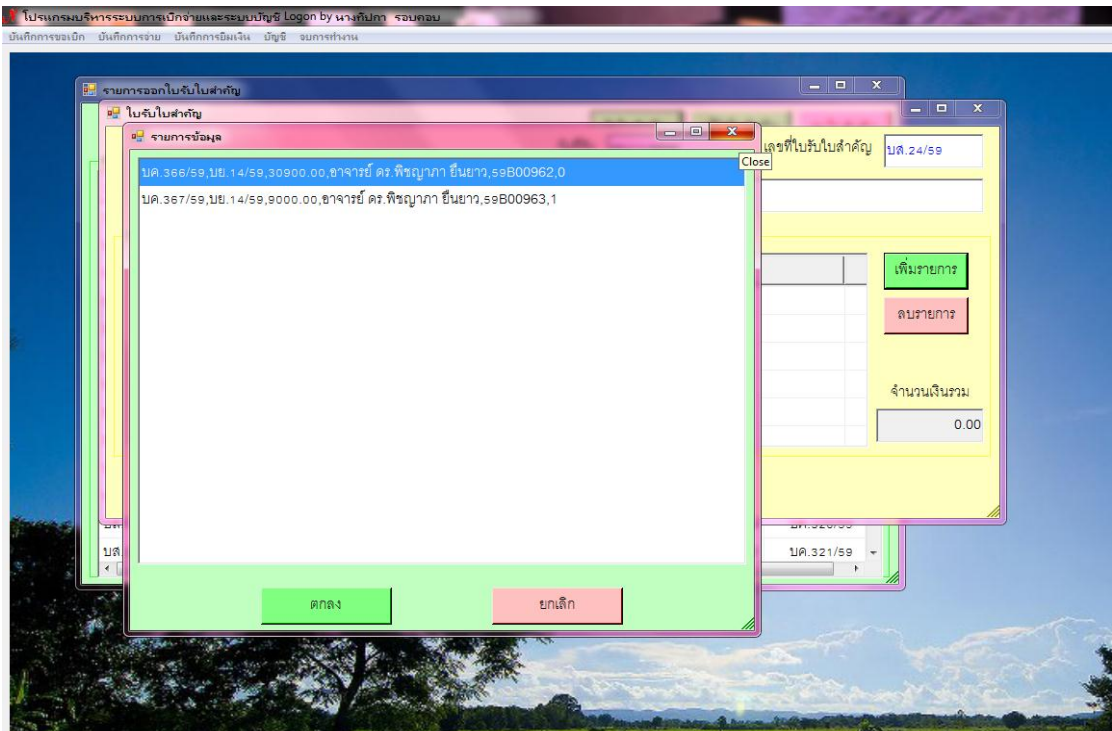 โปรแกรมบริหารระบบการเบิกจ่ายและระบบบัญชี Logon by นางทัปภา รอบคอบ
บันทึกการขอเบิก บันทึกการจ่าย บันทึกการยืมเงิน บัญชี จบการทำงาน
รายการออกใบรับใบสำคัญ
ใบรับใบสำคัญ
รายการข้อมูล
Close
เลขที่ใบรับใบสำคัญ บส.24/59
บค.366/59,บย.14/59,30900.00,อาจารย์ ดร.พิชญาภา ยืนยาว,59B00962,0
บค.367/59,บย.14/59,9000.00,อาจารย์ ดร.พิชญาภา ยืนยาว,59B00963,1
เพิ่มรายการ
ลบรายการ
จำนวนเงินรวม
0.00
บส. บค.321/59
ตกลง ยกเลิก